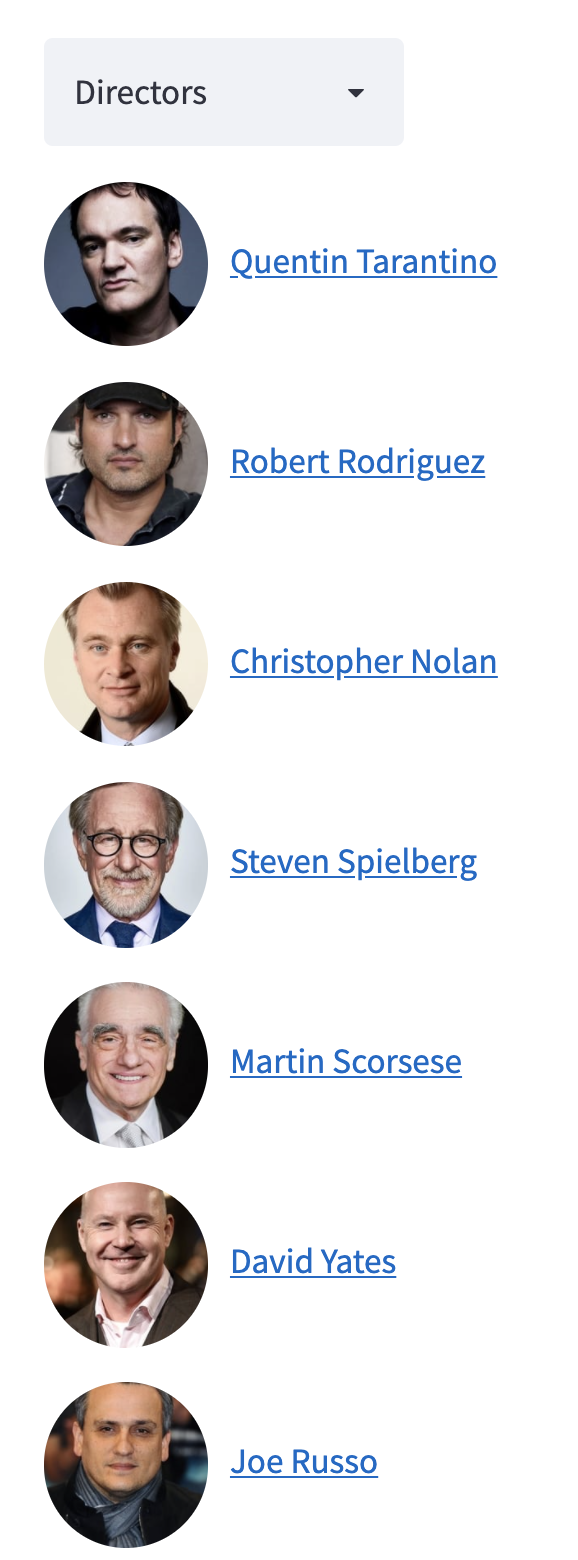 Directors
Quentin Tarantino
Robert Rodriguez
Christopher Nolan
Steven Spielberg
Martin Scorsese
David Yates
Joe Russo